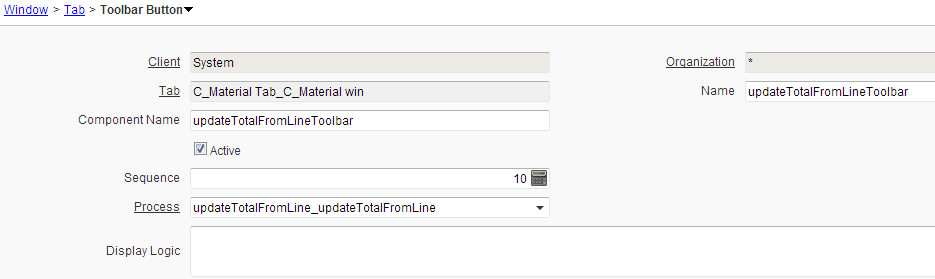 Window > Tab > Toolbar Button
Client System Organization *
Tab C_Material Tab_C_Material win Name updateTotalFromLineToolbar
Component Name updateTotalFromLineToolbar
Active
Sequence 10
Process updateTotalFromLine_updateTotalFromLine
Display Logic